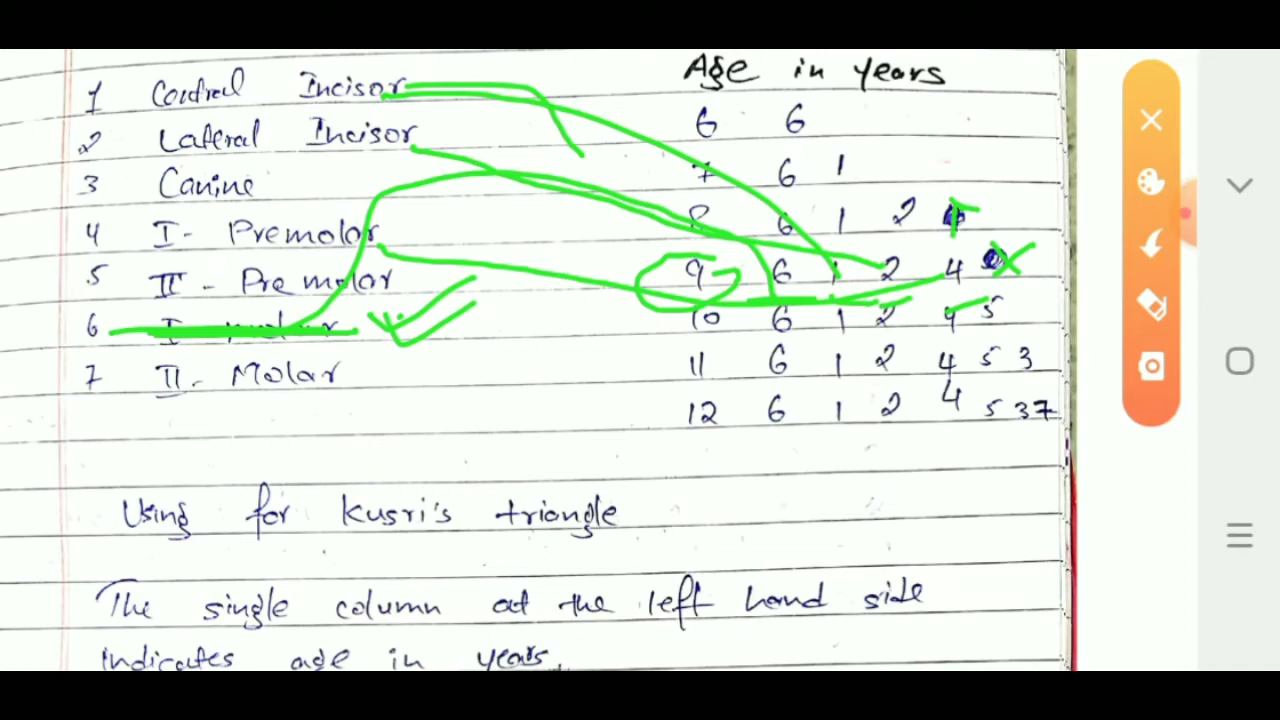 Age in years
1 Central Incisor
6 6
2 Lateral Incisor
7 6 1
3 Canine
8 6 1 2
4 I- Premolar
9 6 1 2 4
5 II - Premolar
10 6 1 2 4 5
6 I- molar
11 6 1 2 4 5 3
7 II - Molar
12 6 1 2 4 5 3 7
Using for Kusri's triangle
The single column at the left hand side
indicates age in years.